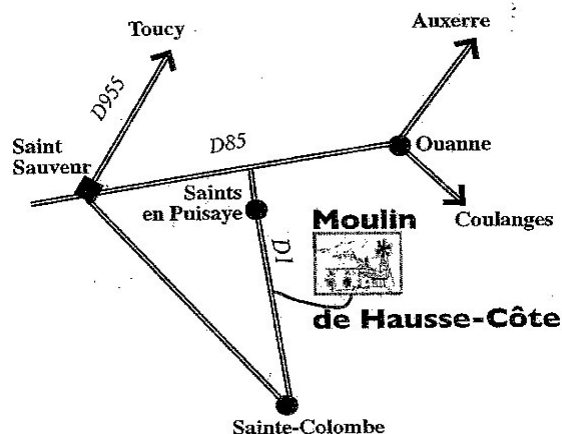 Toucy
Auxerre
D955
D85
Saint
Sauveur
Ouanne
Saints
en Puisaye
Moulin
Coulanges
D1
de Hausse-Côte
Sainte-Colombe